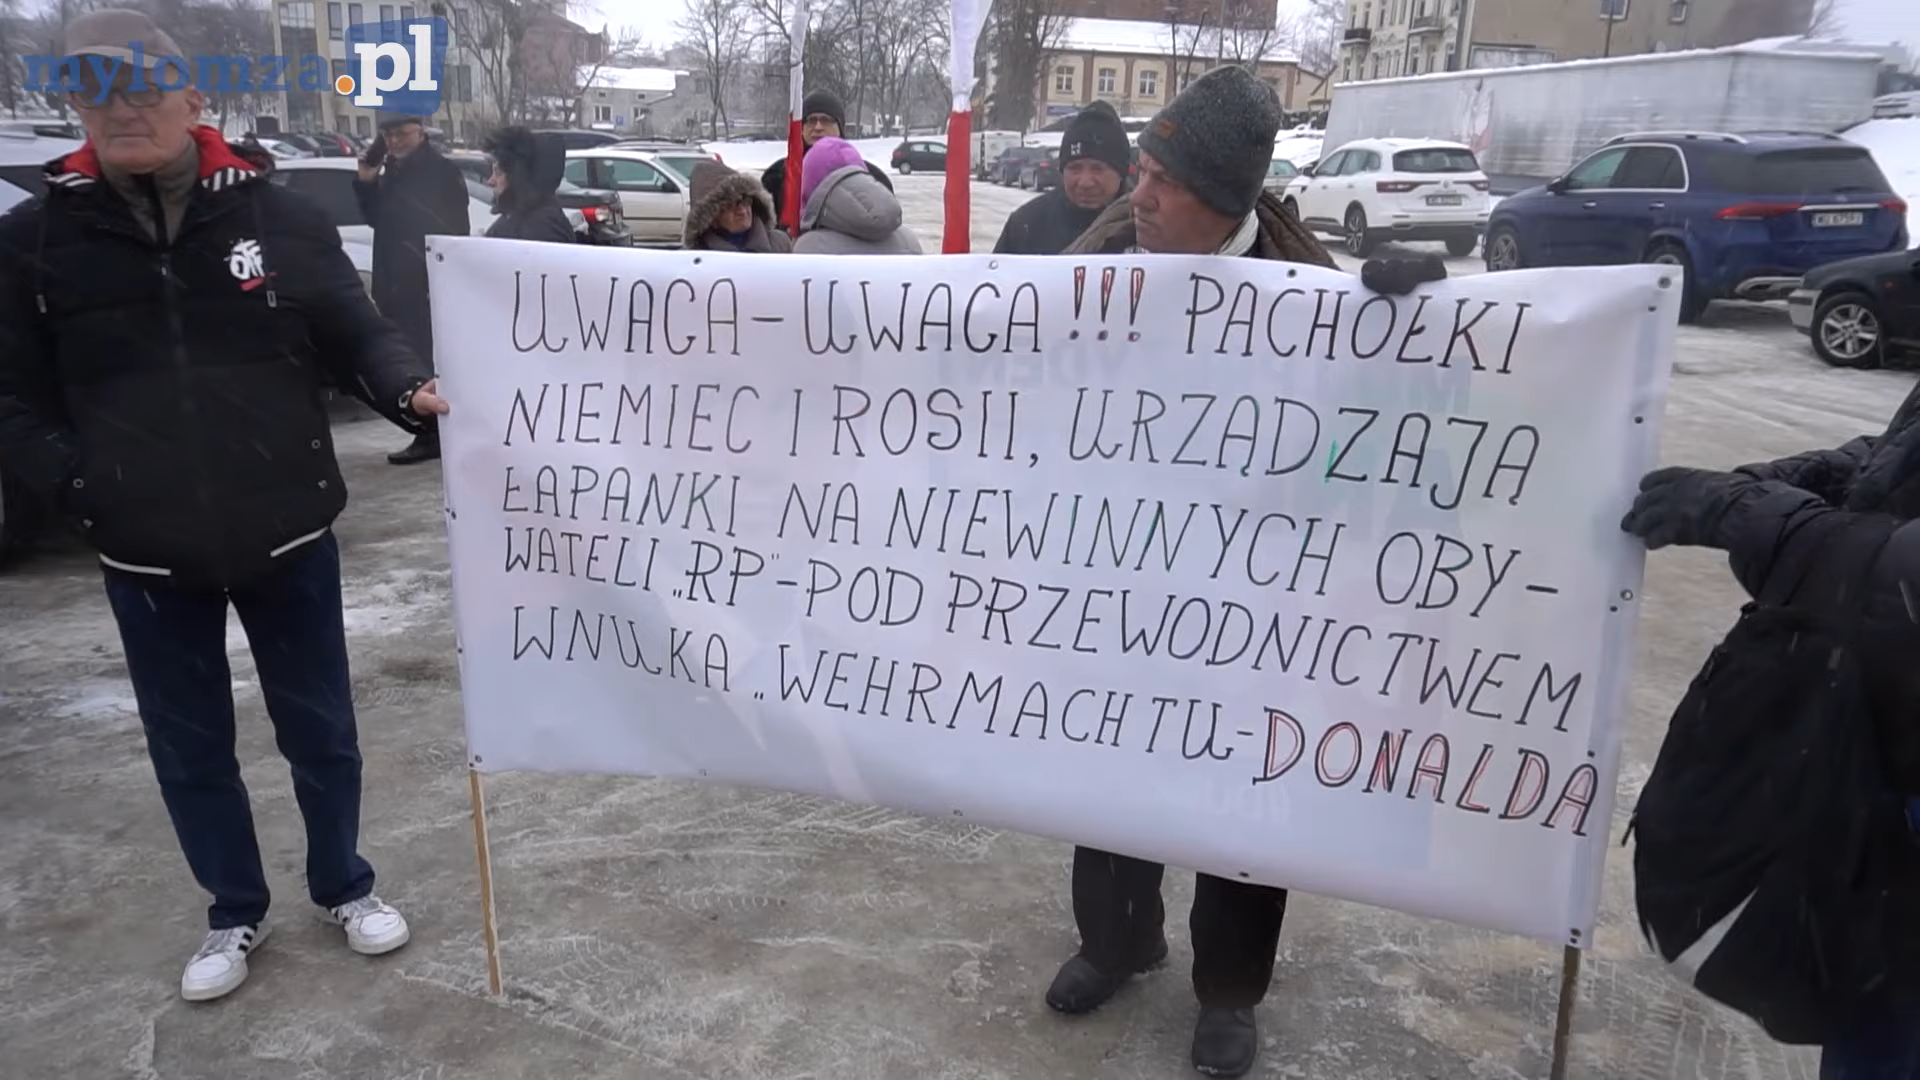 mylomza.pl
UWAGA-UWAGA!!! PACHOŁKI
NIEMIEC I ROSII, URZĄDZAJĄ
ŁAPANKI NA NIEWINNYCH OBY-
WATELI „RP"-POD PRZEWODNICTWEM
WNUKA „WEHRMACHTU-DONALDA